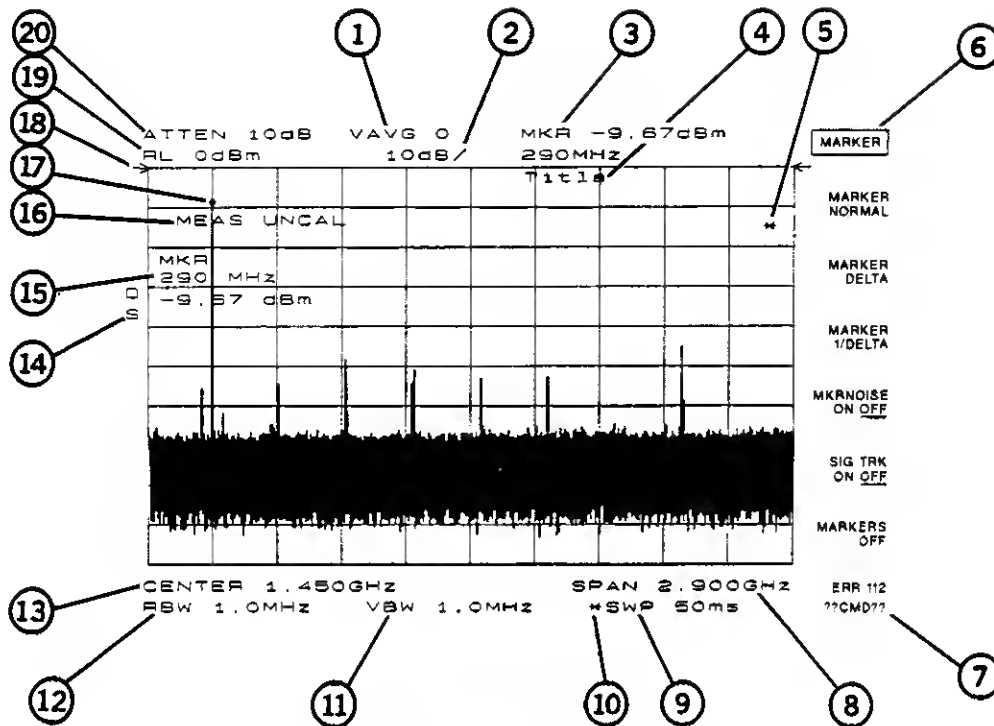 20
1
2
3
4
5
6
19
18
17
16
15
14
ATTEN 10dB VAVG 0 MKR -9.67dBm
RL 0dBm 10dB/ 290MHz
Title
*
MEAS UNCAL
MKR
290 MHz
-9.67 dBm
D
S
MARKER
MARKER
NORMAL
MARKER
DELTA
MARKER
1/DELTA
MKRNOISE
ON OFF
SIG TRK
ON OFF
MARKERS
OFF
CENTER 1.450GHz SPAN 2.900GHz
RBW 1.0MHz VBW 1.0MHz *SWP 50ms
ERR 112
??CMD??
13
12
11
10
9
8
7